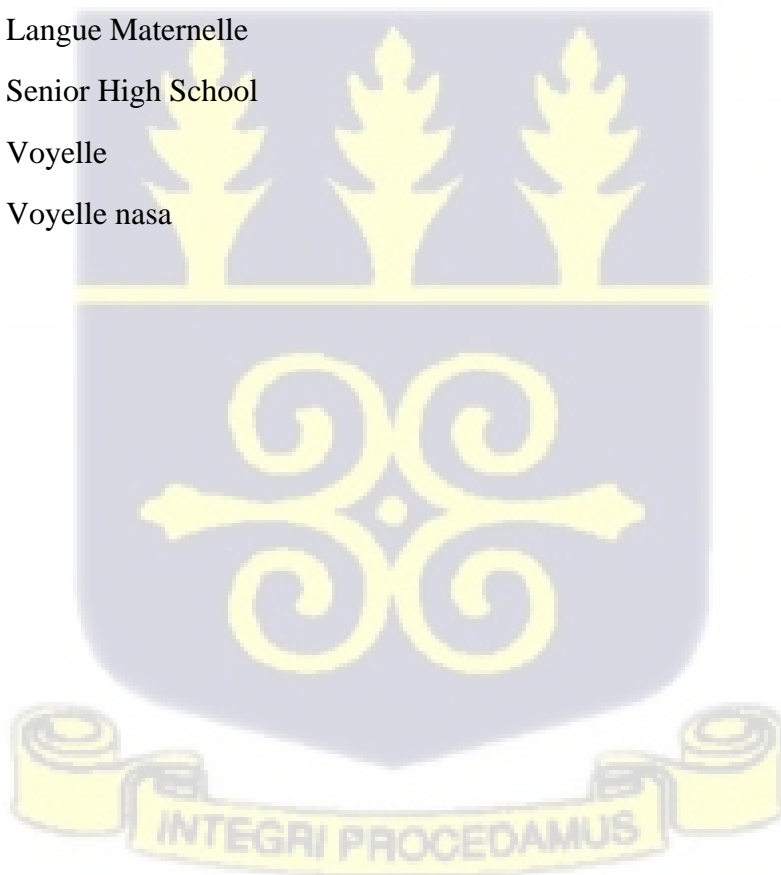 Langue Maternelle
Senior High School
Voyelle
Voyelle nasa
INTEGRI PROCEDAMUS